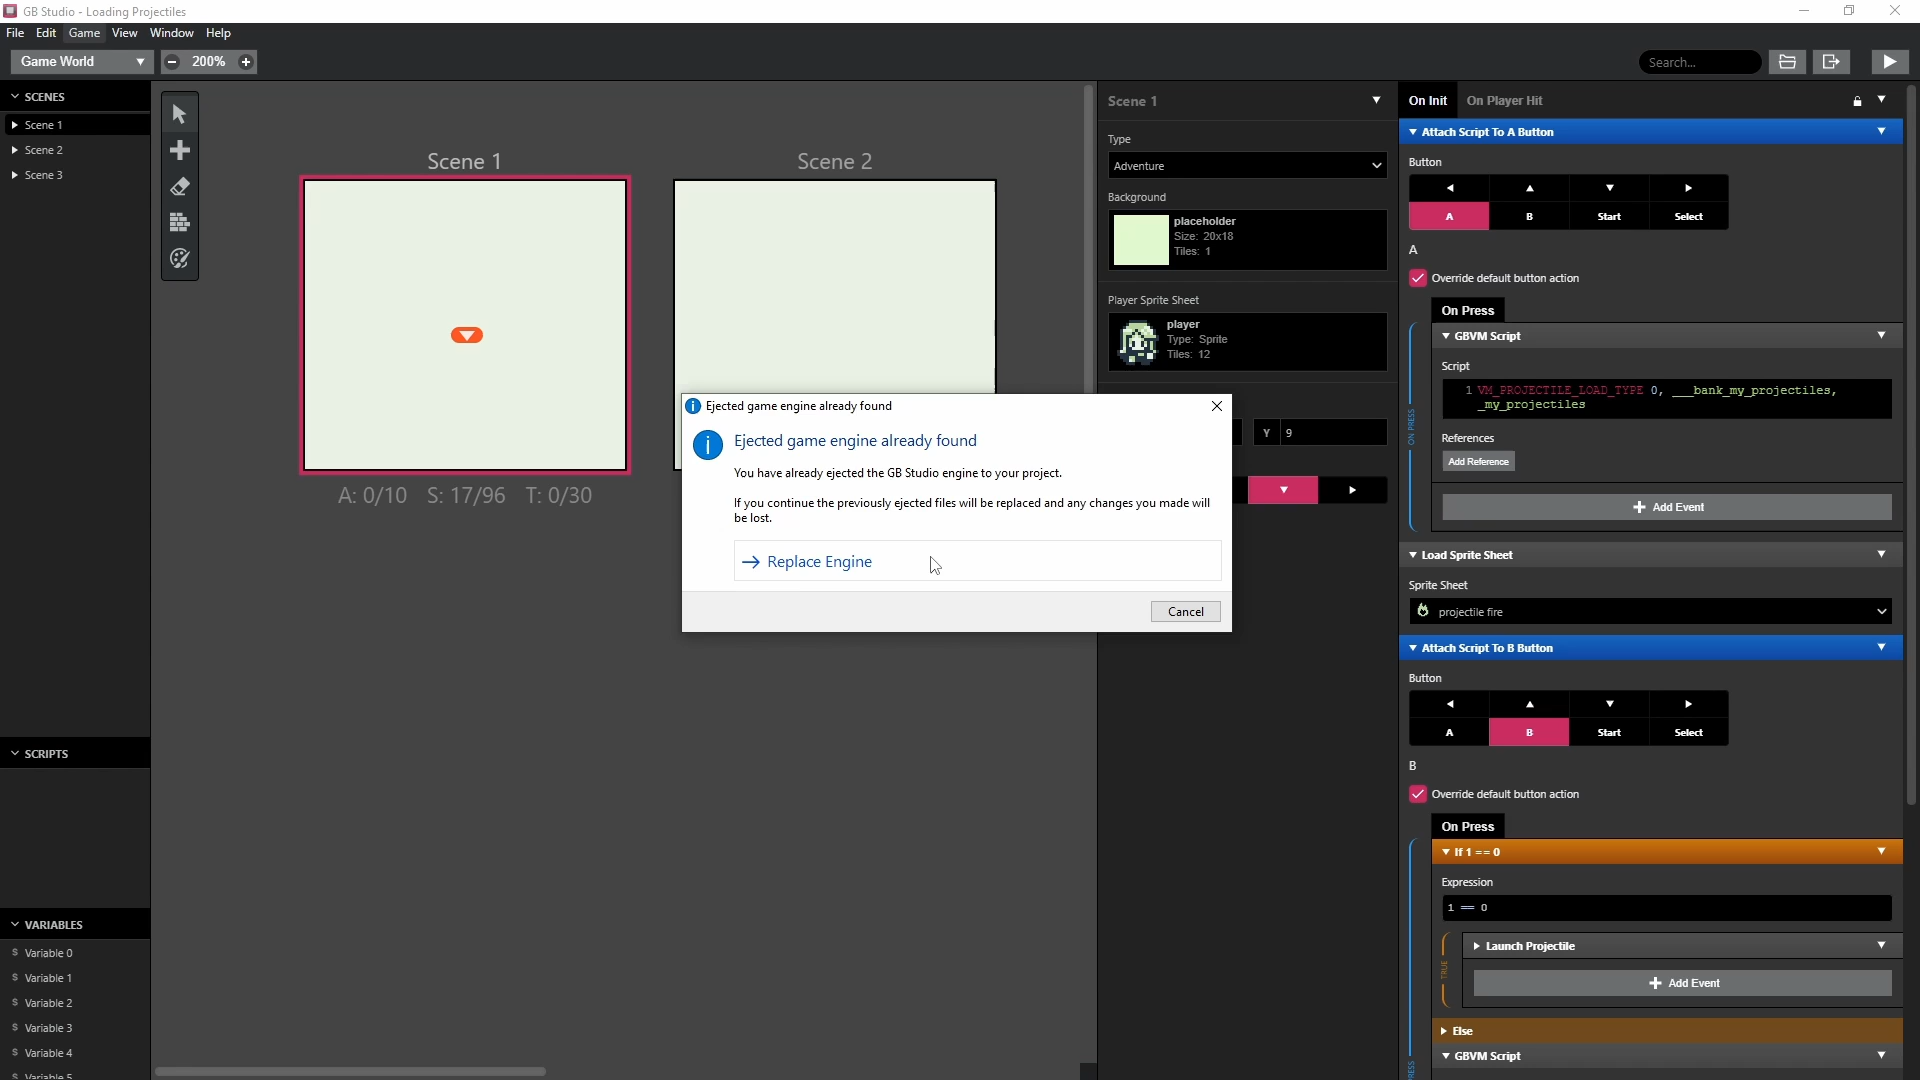 GB Studio - Loading Projectiles
File Edit Game View Window Help
Game World
200%
Search...
SCENES
Scene 1
Scene 2
Scene 3
SCRIPTS
VARIABLES
$ Variable 0
$ Variable 1
$ Variable 2
$ Variable 3
$ Variable 4
$ Variable 5
Scene 1
Scene 2
A: 0/10 S: 17/96 T: 0/30
Scene 1
Type
Adventure
Background
placeholder
Size: 20x18
Tiles: 1
Player Sprite Sheet
player
Type: Sprite
Tiles: 12
Y 9
Ejected game engine already found
Ejected game engine already found
You have already ejected the GB Studio engine to your project.
If you continue the previously ejected files will be replaced and any changes you made will
be lost.
Replace Engine
Cancel
On Init On Player Hit
Attach Script To A Button
Button
A B Start Select
A
Override default button action
On Press
ON PRESS
GBVM Script
Script
1 VM_PROJECTILE_LOAD_TYPE 0, ___bank_my_projectiles,
_my_projectiles
References
Add Reference
Add Event
Load Sprite Sheet
Sprite Sheet
projectile fire
Attach Script To B Button
Button
A B Start Select
B
Override default button action
On Press
If 1 == 0
Expression
1 == 0
TRUE
Launch Projectile
Add Event
Else
GBVM Script